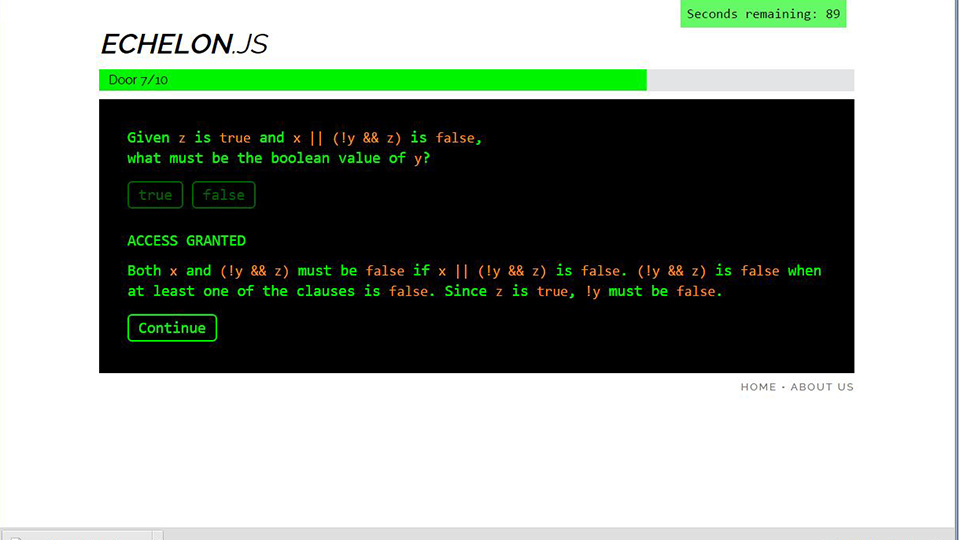 Seconds remaining: 89
ECHELON.JS
Door 7/10
Given z is true and x || (!y && z) is false,
what must be the boolean value of y?
true false
ACCESS GRANTED
Both x and (!y && z) must be false if x || (!y && z) is false. (!y && z) is false when
at least one of the clauses is false. Since z is true, !y must be false.
Continue
HOME • ABOUT US